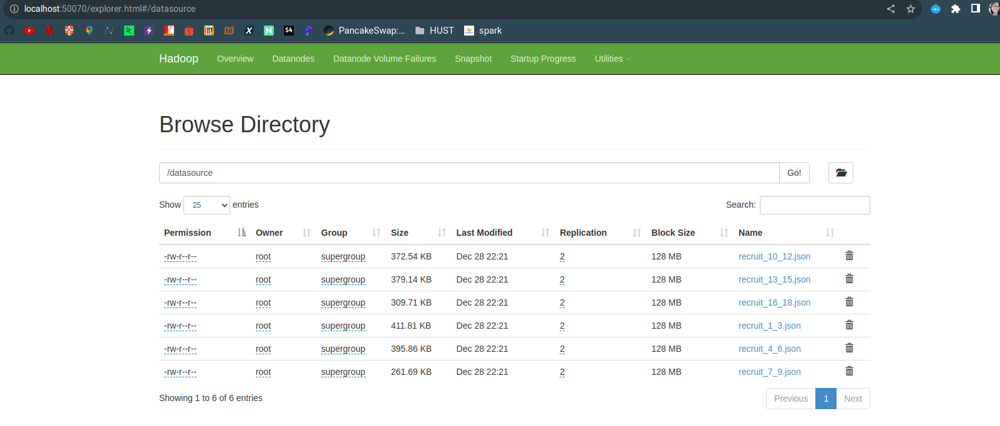 localhost:50070/explorer.html#/datasource
123 X N S4 PancakeSwap:... HUST spark
Hadoop Overview Datanodes Datanode Volume Failures Snapshot Startup Progress Utilities
Browse Directory
/datasource Go!
Show 25 entries Search:
Permission Owner Group Size Last Modified Replication Block Size Name
-rw-r--r-- root supergroup 372.54 KB Dec 28 22:21 2 128 MB recruit_10_12.json
-rw-r--r-- root supergroup 379.14 KB Dec 28 22:21 2 128 MB recruit_13_15.json
-rw-r--r-- root supergroup 309.71 KB Dec 28 22:21 2 128 MB recruit_16_18.json
-rw-r--r-- root supergroup 411.81 KB Dec 28 22:21 2 128 MB recruit_1_3.json
-rw-r--r-- root supergroup 395.86 KB Dec 28 22:21 2 128 MB recruit_4_6.json
-rw-r--r-- root supergroup 261.69 KB Dec 28 22:21 2 128 MB recruit_7_9.json
Showing 1 to 6 of 6 entries Previous 1 Next